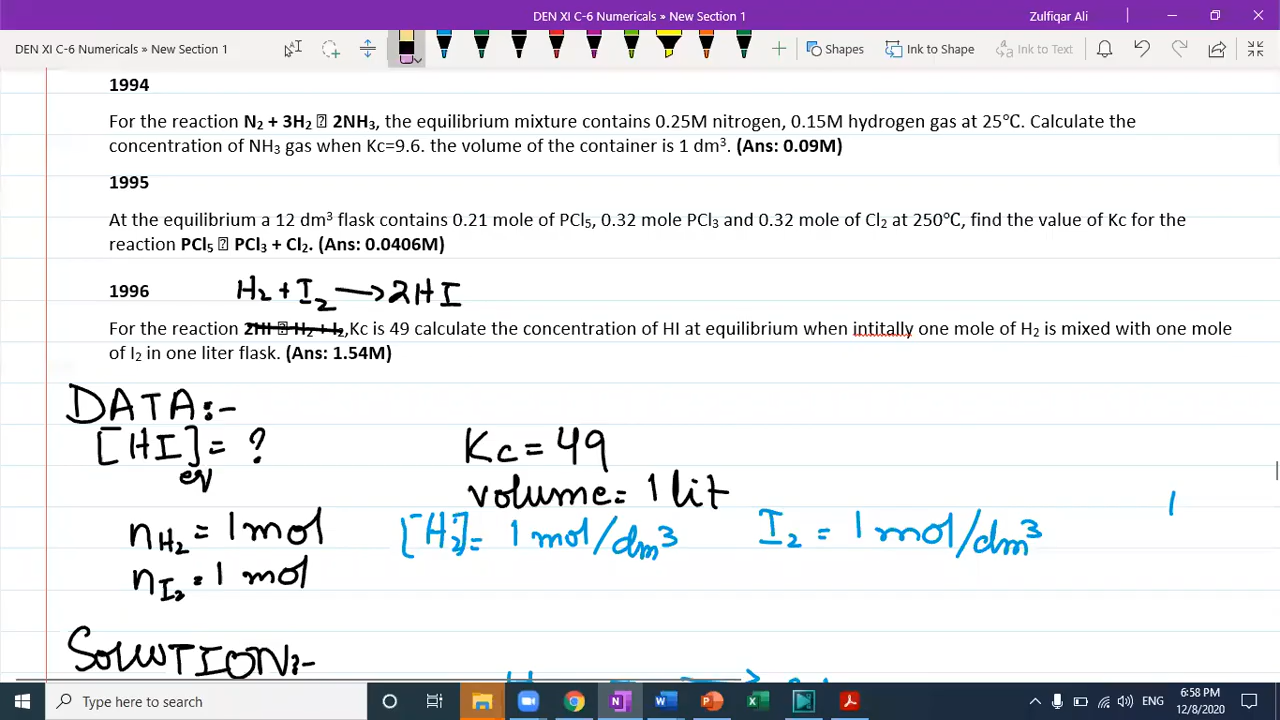 DEN XI C-6 Numericals » New Section 1
Zulfiqar Ali
DEN XI C-6 Numericals » New Section 1
Shapes
Ink to Shape
Ink to Text
1994
For the reaction N₂ + 3H₂ ⍰ 2NH₃, the equilibrium mixture contains 0.25M nitrogen, 0.15M hydrogen gas at 25°C. Calculate the
concentration of NH₃ gas when Kc=9.6. the volume of the container is 1 dm³. (Ans: 0.09M)
1995
At the equilibrium a 12 dm³ flask contains 0.21 mole of PCl₅, 0.32 mole PCl₃ and 0.32 mole of Cl₂ at 250°C, find the value of Kc for the
reaction PCl₅ ⍰ PCl₃ + Cl₂. (Ans: 0.0406M)
1996 H₂ + I₂ → 2HI
For the reaction 2HI ⍰ H₂ + I₂,Kc is 49 calculate the concentration of HI at equilibrium when intitally one mole of H₂ is mixed with one mole
of I₂ in one liter flask. (Ans: 1.54M)
DATA:-
[HI]eq = ? Kc = 49
volume = 1 lit
nH₂ = 1 mol [H₂] = 1 mol/dm³ I₂ = 1 mol/dm³
nI₂ = 1 mol
SOLUTION:-
Type here to search
ENG
6:58 PM
12/8/2020